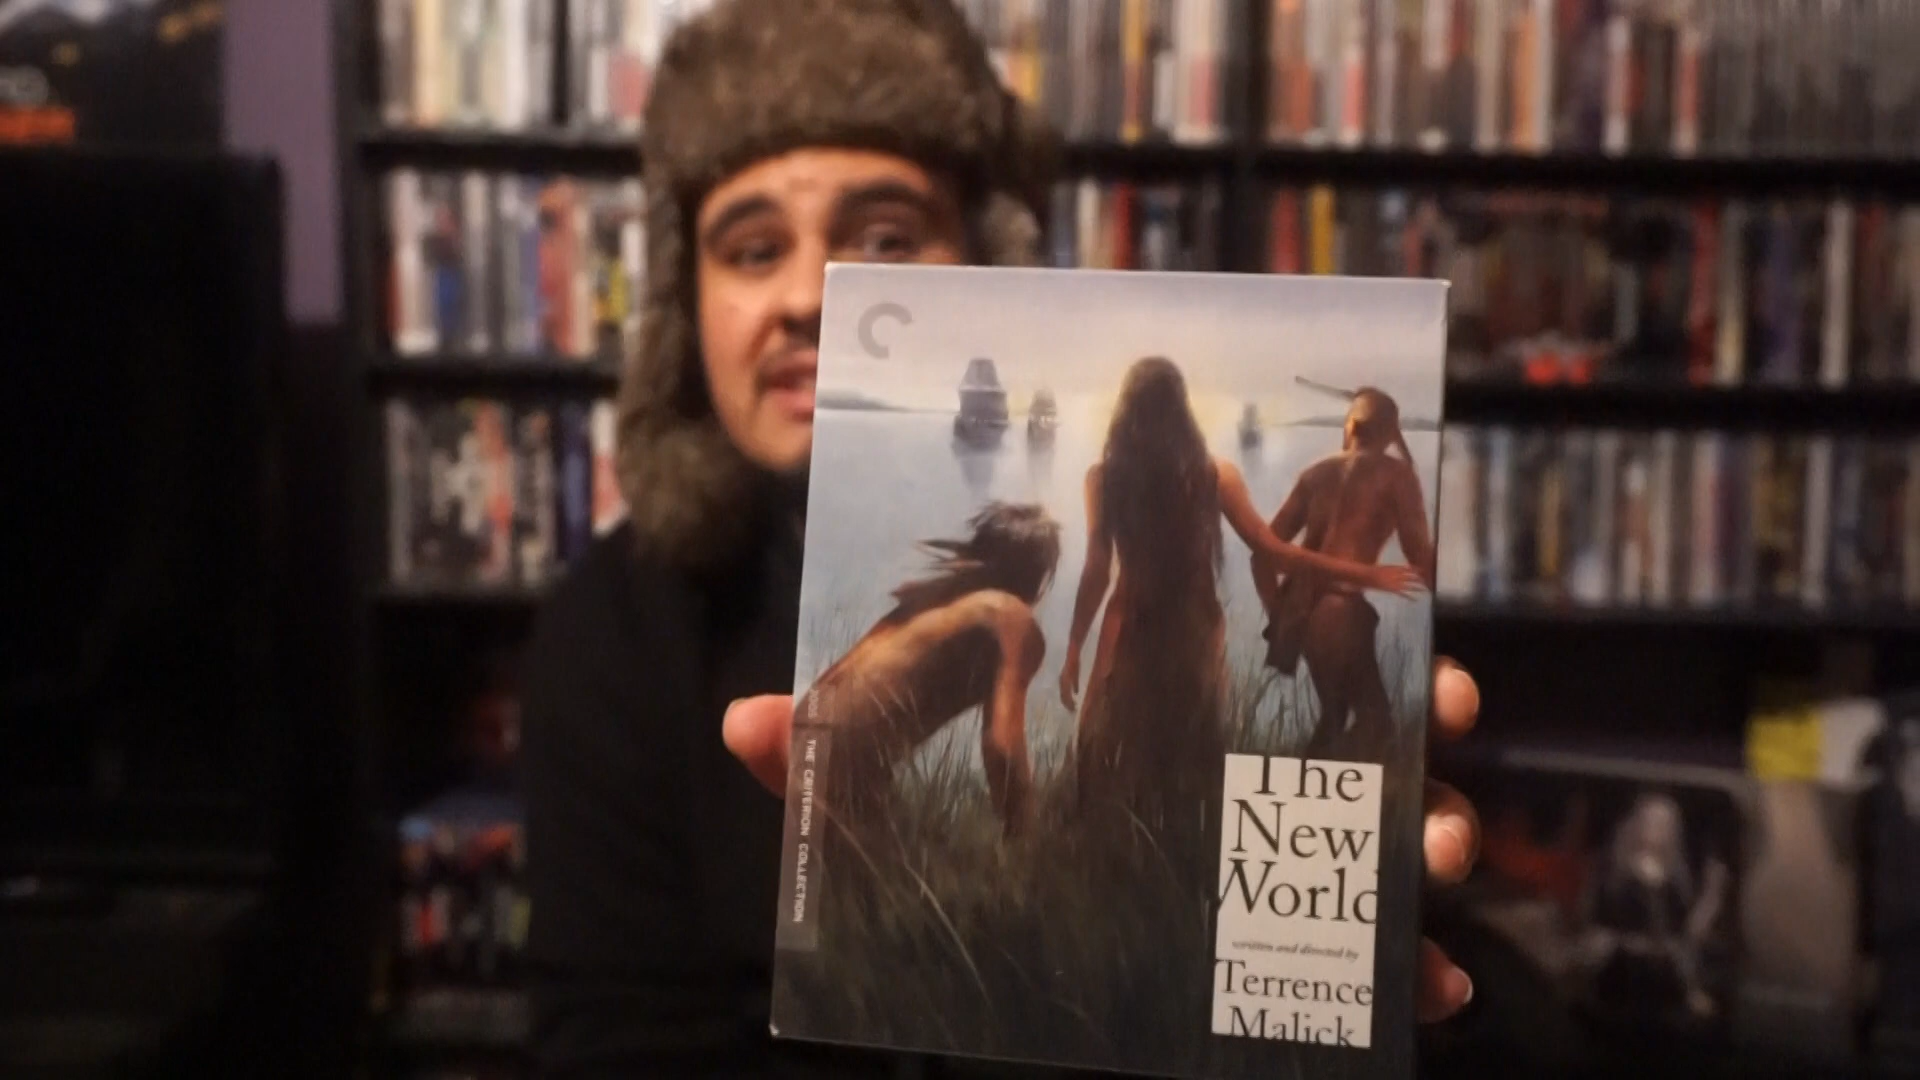 THE CRITERION COLLECTION
The
New
World
written and directed by
Terrence
Malick